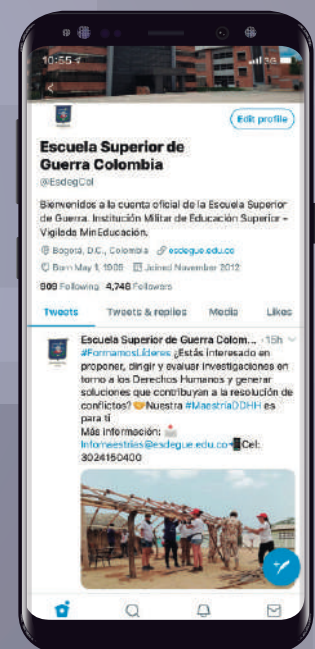 10:55
3G
Edit profile
Escuela Superior de
Guerra Colombia
@EsdegCol
Bienvenidos a la cuenta oficial de la Escuela Superior
de Guerra. Institución Militar de Educación Superior -
Vigilada MinEducación.
Bogotá, D.C., Colombia esdegue.edu.co
Born May 1, 1909 Joined November 2012
909 Following 4,748 Followers
Tweets Tweets & replies Media Likes
Escuela Superior de Guerra Colom... · 15h
#FormamosLíderes ¿Estás interesado en
proponer, dirigir y evaluar investigaciones en
torno a los Derechos Humanos y generar
soluciones que contribuyan a la resolución de
conflictos? Nuestra #MaestríaDDHH es
para ti
Más información:
Infomaestrias@esdegue.edu.co Cel:
3024150400